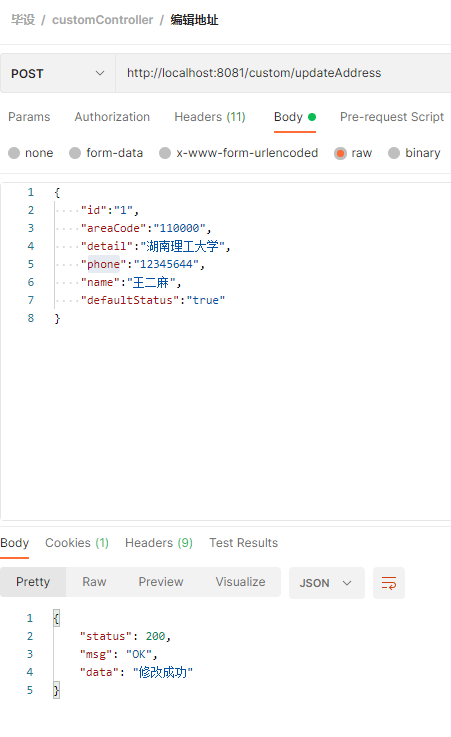 毕设 / customController / 编辑地址
POST http://localhost:8081/custom/updateAddress
Params Authorization Headers (11) Body Pre-request Script
none form-data x-www-form-urlencoded raw binary
1 {
2 "id":"1",
3 "areaCode":"110000",
4 "detail":"湖南理工大学",
5 "phone":"12345644",
6 "name":"王二麻",
7 "defaultStatus":"true"
8 }
Body Cookies (1) Headers (9) Test Results
Pretty Raw Preview Visualize JSON
1 {
2 "status": 200,
3 "msg": "OK",
4 "data": "修改成功"
5 }